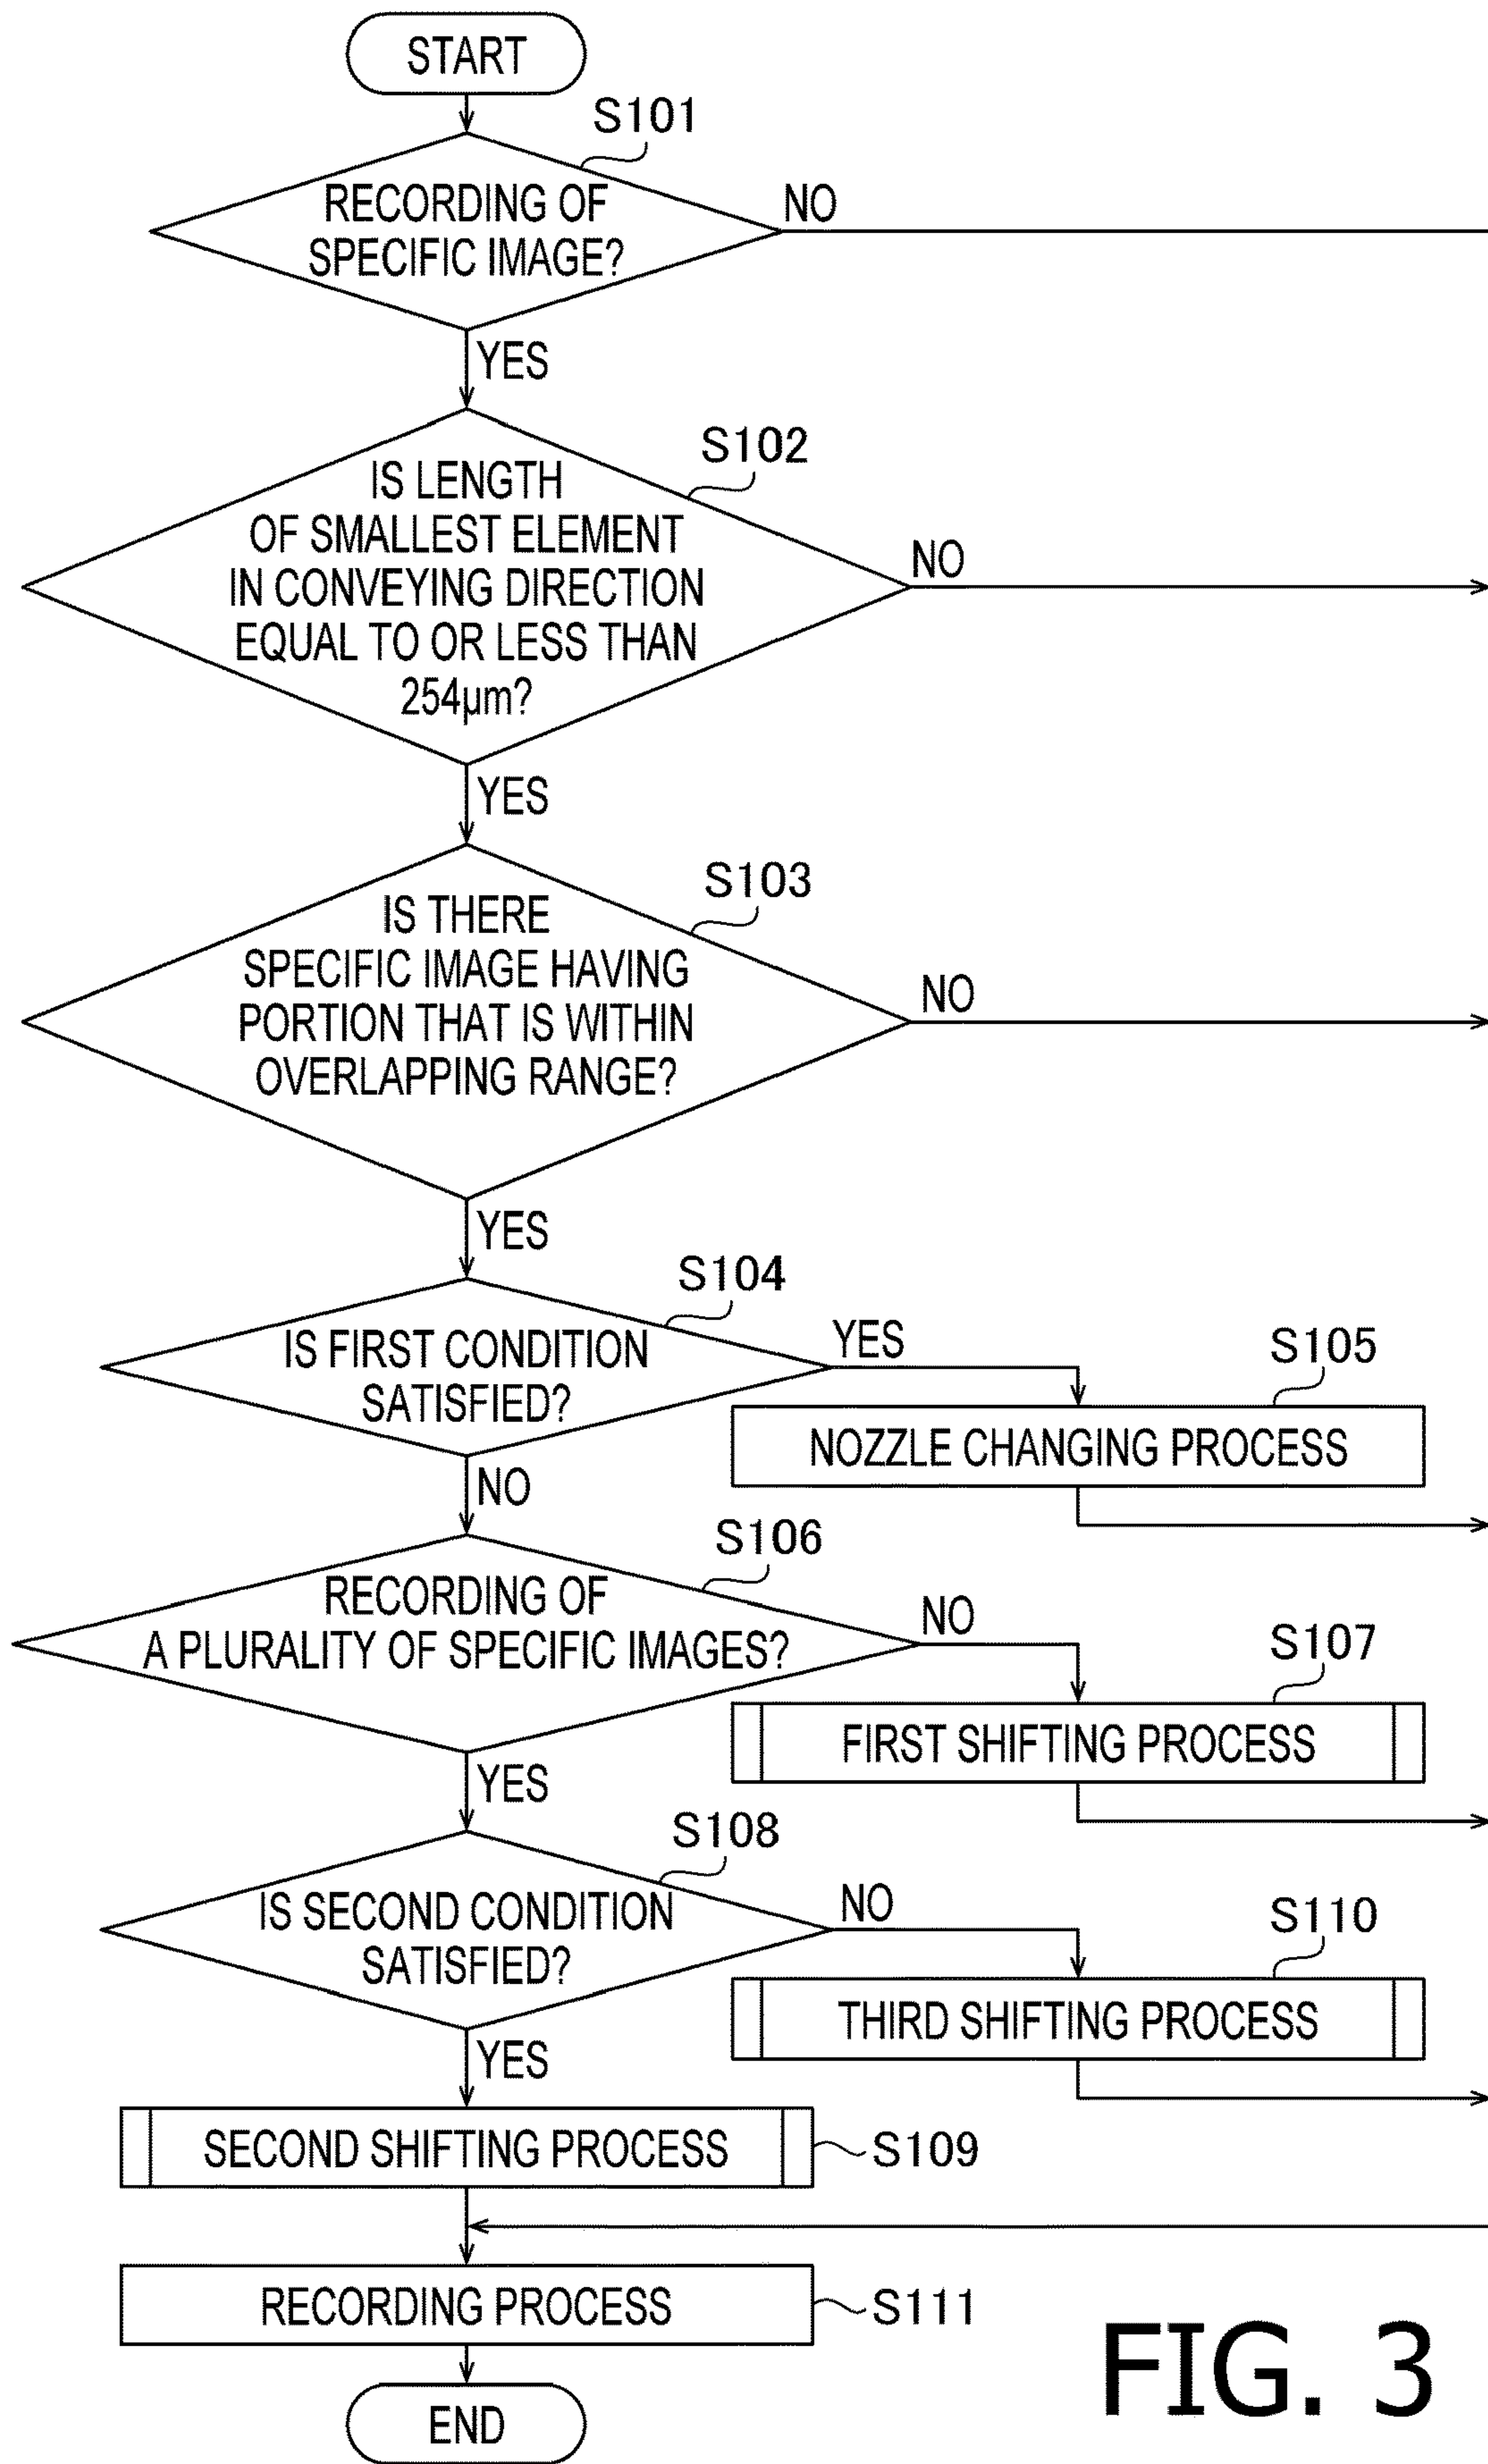 START
S101
RECORDING OF
SPECIFIC IMAGE?
NO
YES
S102
IS LENGTH
OF SMALLEST ELEMENT
IN CONVEYING DIRECTION
EQUAL TO OR LESS THAN
254μm?
NO
YES
S103
IS THERE
SPECIFIC IMAGE HAVING
PORTION THAT IS WITHIN
OVERLAPPING RANGE?
NO
YES
S104
IS FIRST CONDITION
SATISFIED?
YES
S105
NOZZLE CHANGING PROCESS
NO
S106
RECORDING OF
A PLURALITY OF SPECIFIC IMAGES?
NO
S107
FIRST SHIFTING PROCESS
YES
S108
IS SECOND CONDITION
SATISFIED?
NO
S110
THIRD SHIFTING PROCESS
YES
SECOND SHIFTING PROCESS
S109
RECORDING PROCESS
S111
END
FIG. 3